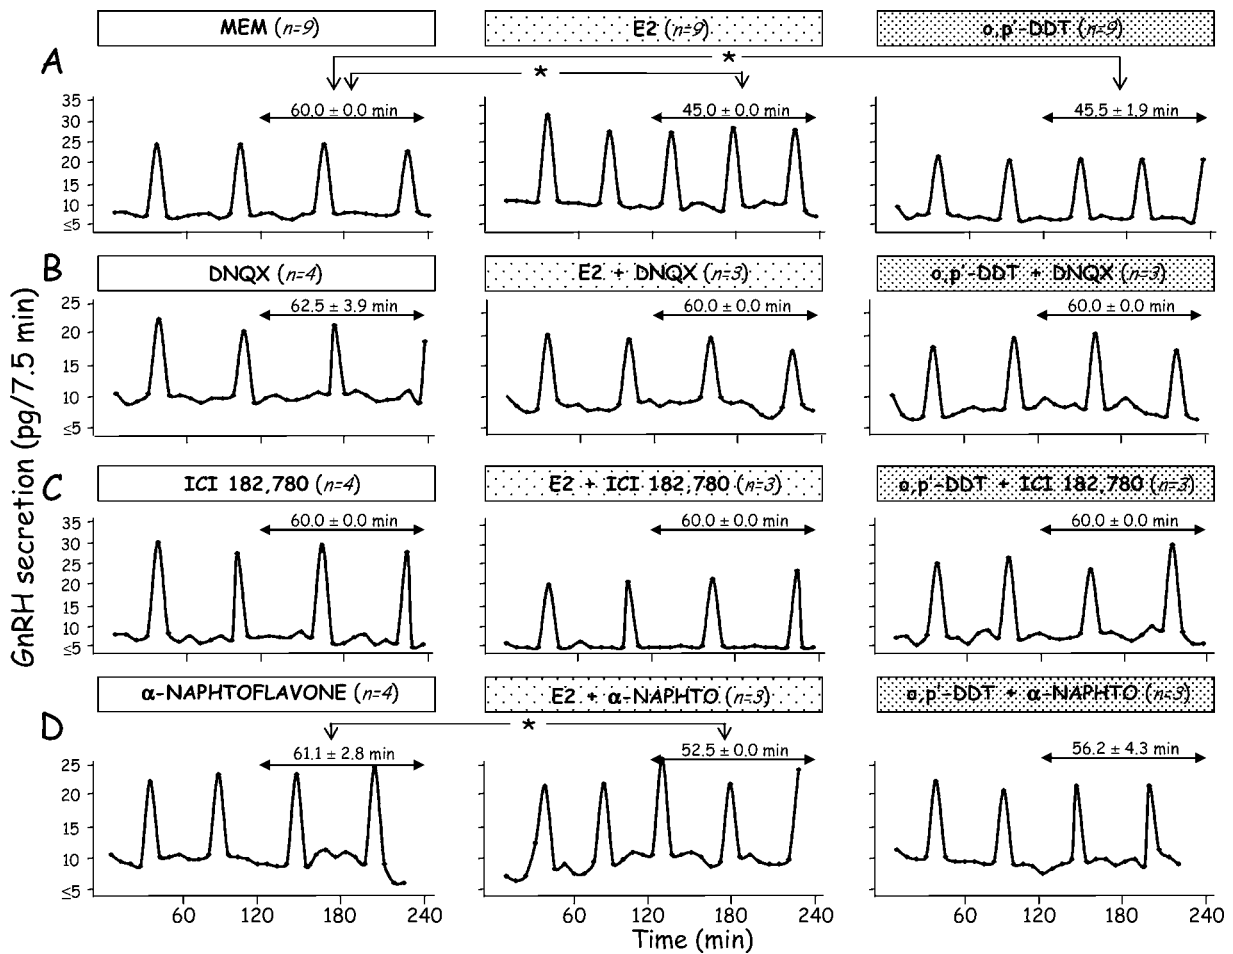 MEM (n=9) E2 (n=9) o,p'-DDT (n=9)
A * *
60.0 ± 0.0 min 45.0 ± 0.0 min 45.5 ± 1.9 min
35
30
25
20
15
10
≤5
B DNQX (n=4) E2 + DNQX (n=3) o,p'-DDT + DNQX (n=3)
62.5 ± 3.9 min 60.0 ± 0.0 min 60.0 ± 0.0 min
25
20
15
10
≤5
C ICI 182,780 (n=4) E2 + ICI 182,780 (n=3) o,p'-DDT + ICI 182,780 (n=3)
60.0 ± 0.0 min 60.0 ± 0.0 min 60.0 ± 0.0 min
35
30
25
20
15
10
≤5
D α-NAPHTOFLAVONE (n=4) E2 + α-NAPHTO (n=3) o,p'-DDT + α-NAPHTO (n=3)
*
61.1 ± 2.8 min 52.5 ± 0.0 min 56.2 ± 4.3 min
25
20
15
10
≤5
60 120 180 240 60 120 180 240 60 120 180 240
Time (min)
GnRH secretion (pg/7.5 min)